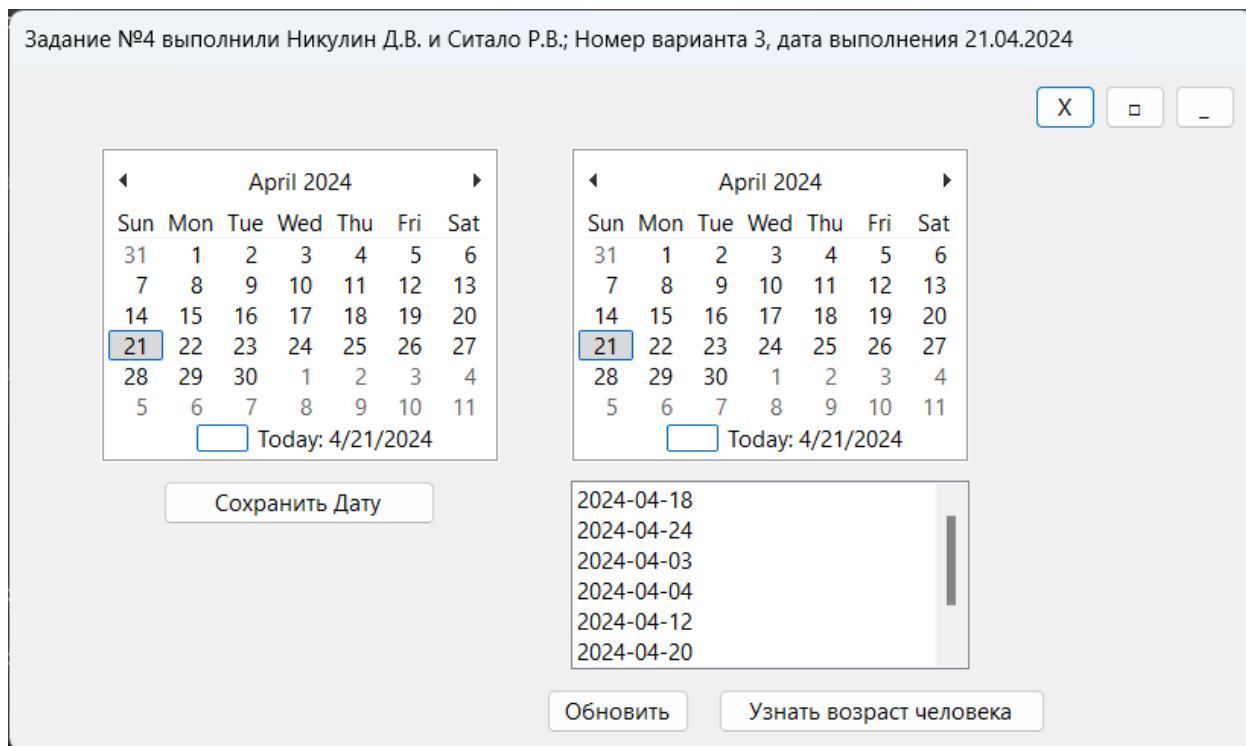 Задание №4 выполнили Никулин Д.В. и Ситало Р.В.; Номер варианта 3, дата выполнения 21.04.2024
X □ _
April 2024
Sun Mon Tue Wed Thu Fri Sat
31 1 2 3 4 5 6
7 8 9 10 11 12 13
14 15 16 17 18 19 20
21 22 23 24 25 26 27
28 29 30 1 2 3 4
5 6 7 8 9 10 11
Today: 4/21/2024
Сохранить Дату
April 2024
Sun Mon Tue Wed Thu Fri Sat
31 1 2 3 4 5 6
7 8 9 10 11 12 13
14 15 16 17 18 19 20
21 22 23 24 25 26 27
28 29 30 1 2 3 4
5 6 7 8 9 10 11
Today: 4/21/2024
2024-04-18
2024-04-24
2024-04-03
2024-04-04
2024-04-12
2024-04-20
Обновить
Узнать возраст человека